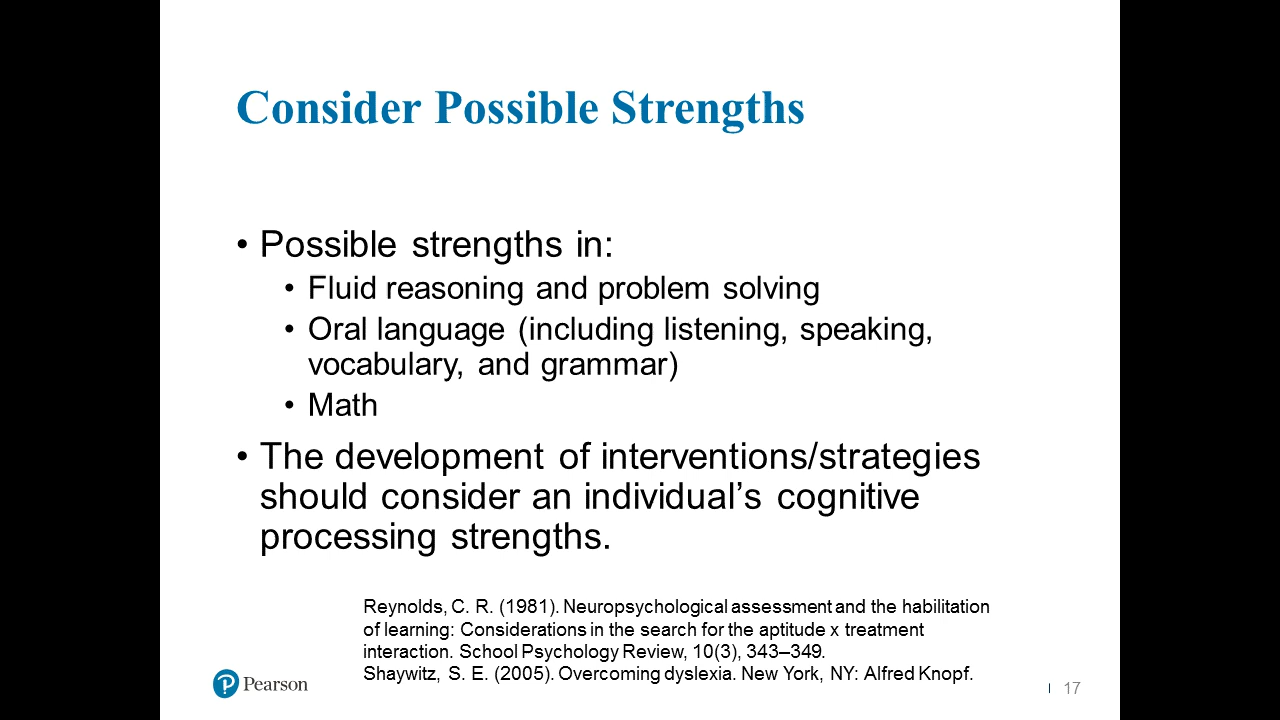 Consider Possible Strengths
• Possible strengths in:
• Fluid reasoning and problem solving
• Oral language (including listening, speaking,
vocabulary, and grammar)
• Math
• The development of interventions/strategies
should consider an individual’s cognitive
processing strengths.
Reynolds, C. R. (1981). Neuropsychological assessment and the habilitation
of learning: Considerations in the search for the aptitude x treatment
interaction. School Psychology Review, 10(3), 343–349.
Shaywitz, S. E. (2005). Overcoming dyslexia. New York, NY: Alfred Knopf.
Pearson
17